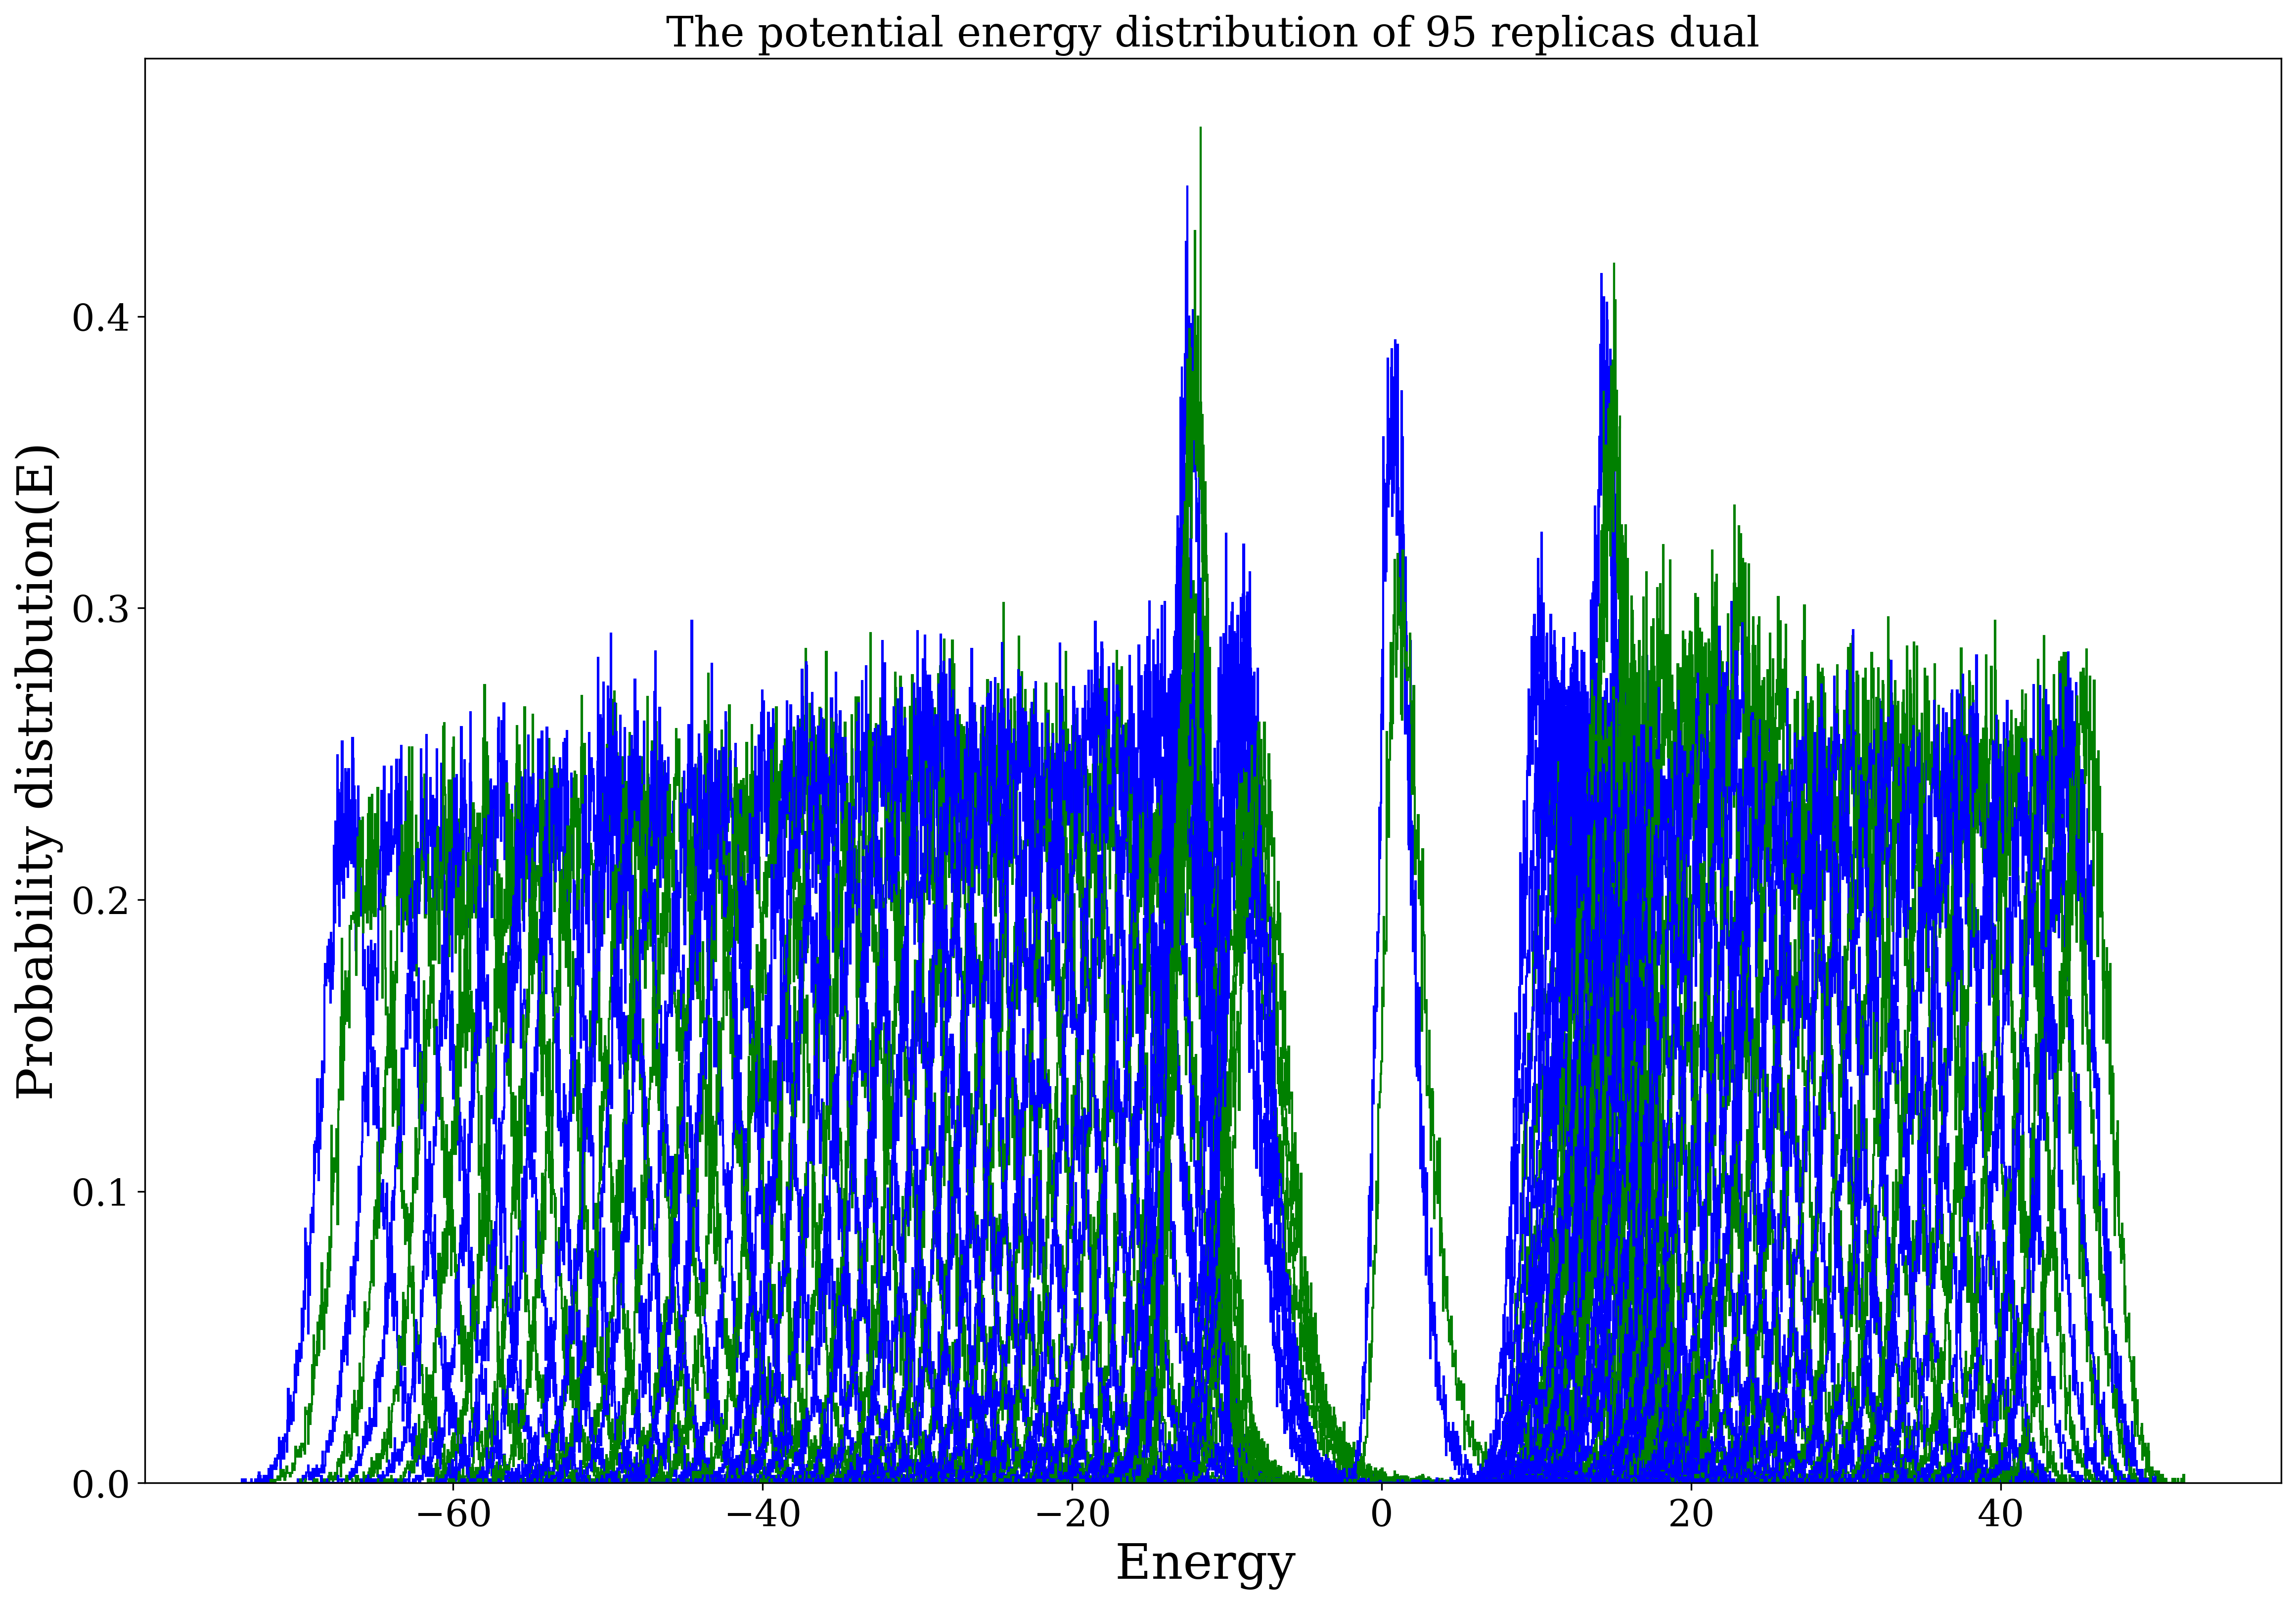 The potential energy distribution of 95 replicas dual
Probability distribution(E)
0.4
0.3
0.2
0.1
0.0
−60 −40 −20 0 20 40
Energy